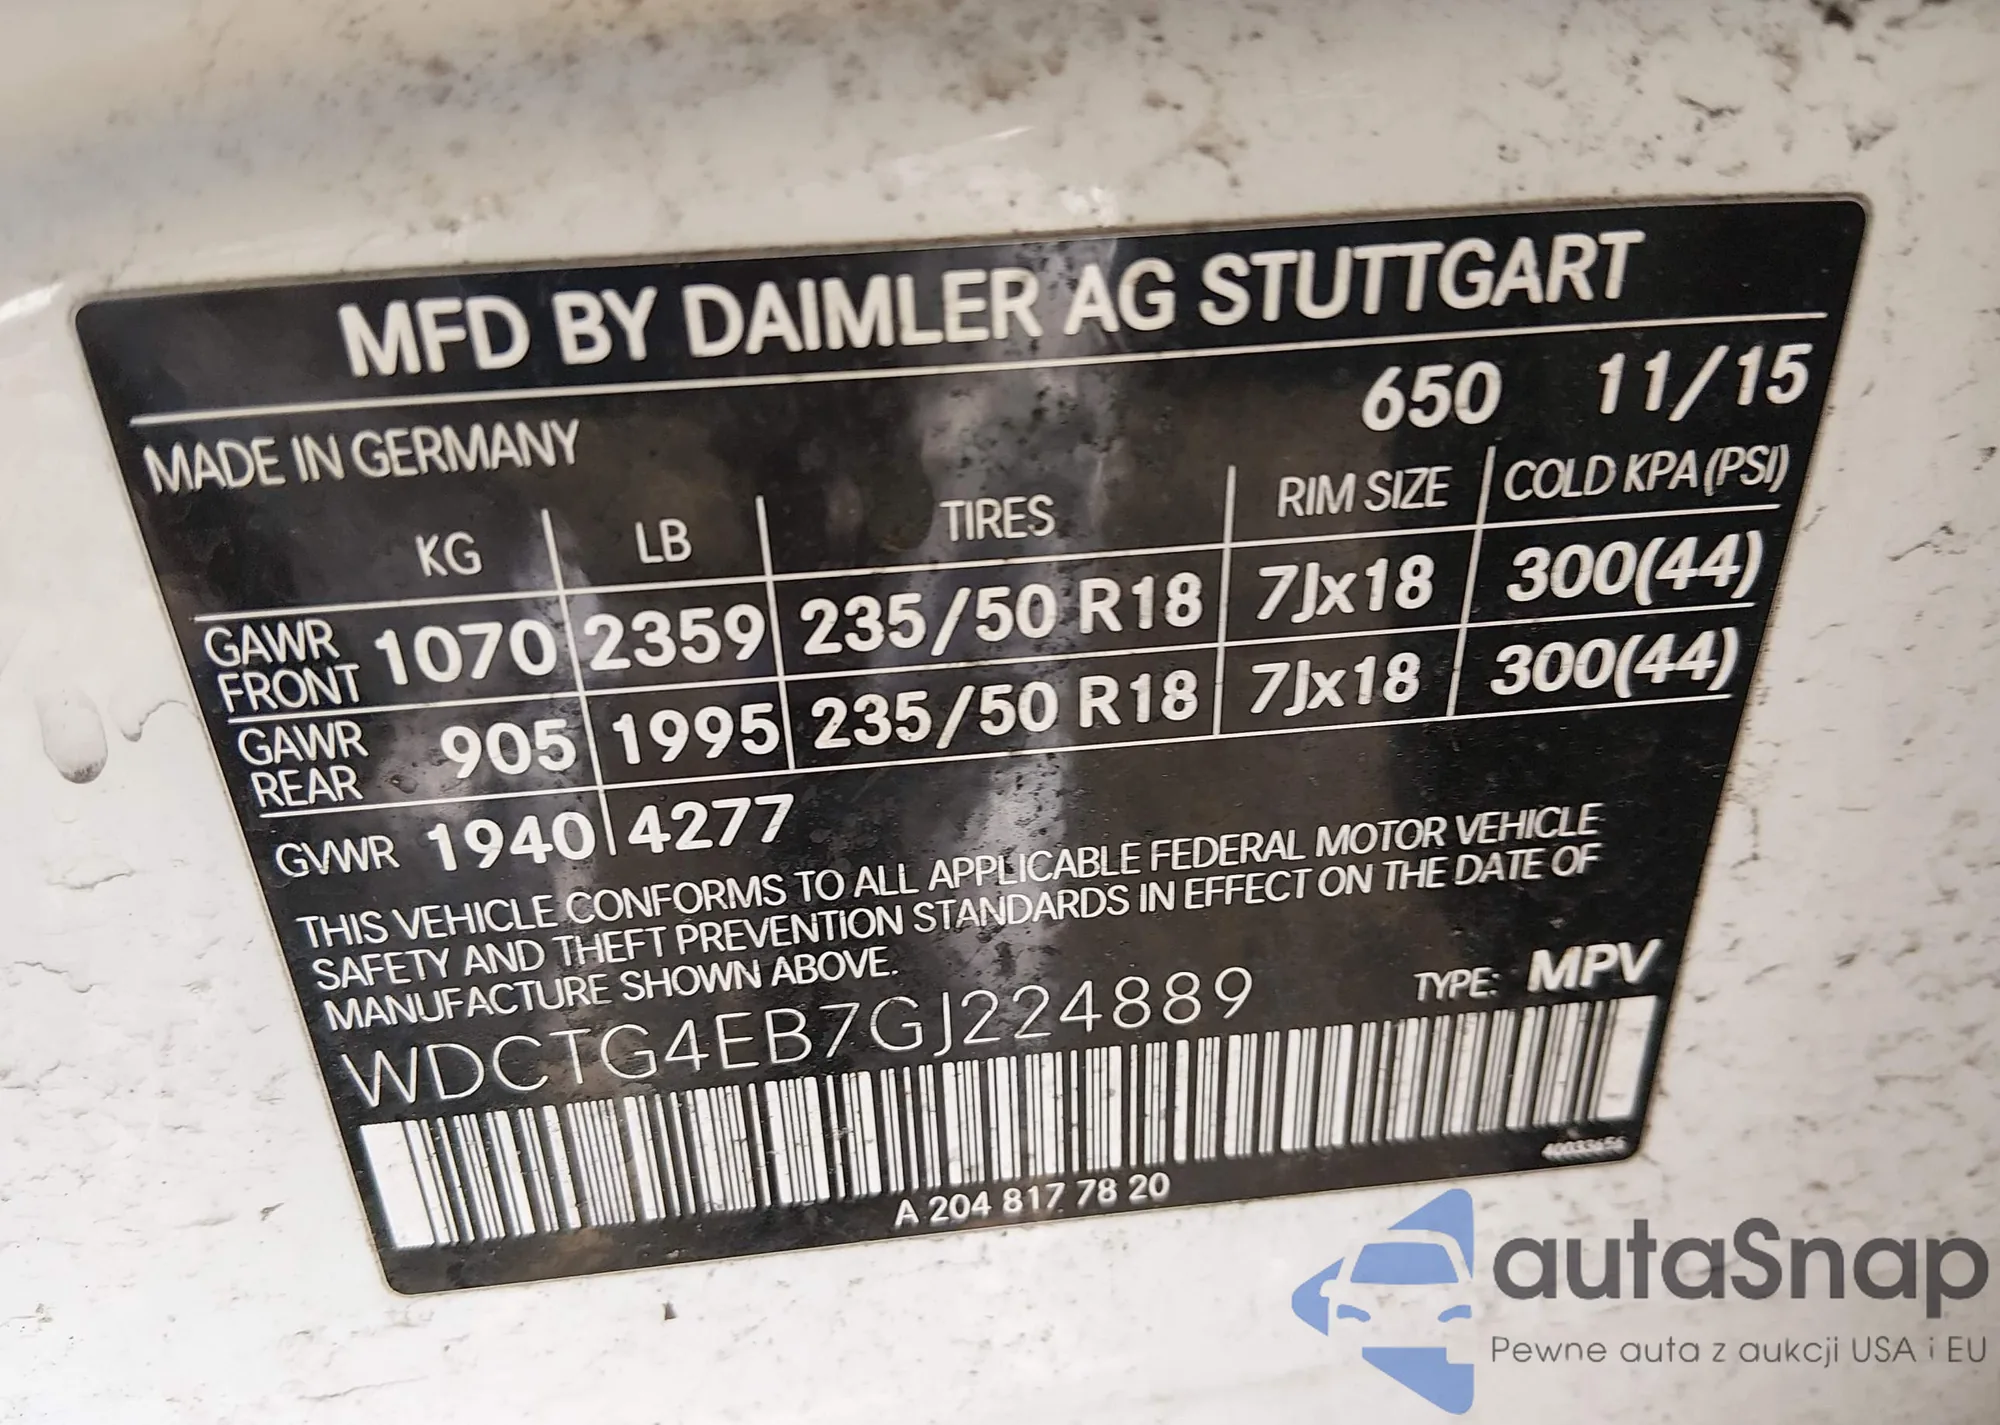 MFD BY DAIMLER AG STUTTGART
650 11/15
MADE IN GERMANY
KG LB TIRES RIM SIZE COLD KPA (PSI)
GAWR FRONT 1070 2359 235/50 R18 7Jx18 300(44)
GAWR REAR 905 1995 235/50 R18 7Jx18 300(44)
GVWR 1940 4277
THIS VEHICLE CONFORMS TO ALL APPLICABLE FEDERAL MOTOR VEHICLE
SAFETY AND THEFT PREVENTION STANDARDS IN EFFECT ON THE DATE OF
MANUFACTURE SHOWN ABOVE.
WDCTG4EB7GJ224889 TYPE: MPV
40033656
A 204 817 78 20
autaSnap
Pewne auta z aukcji USA i EU